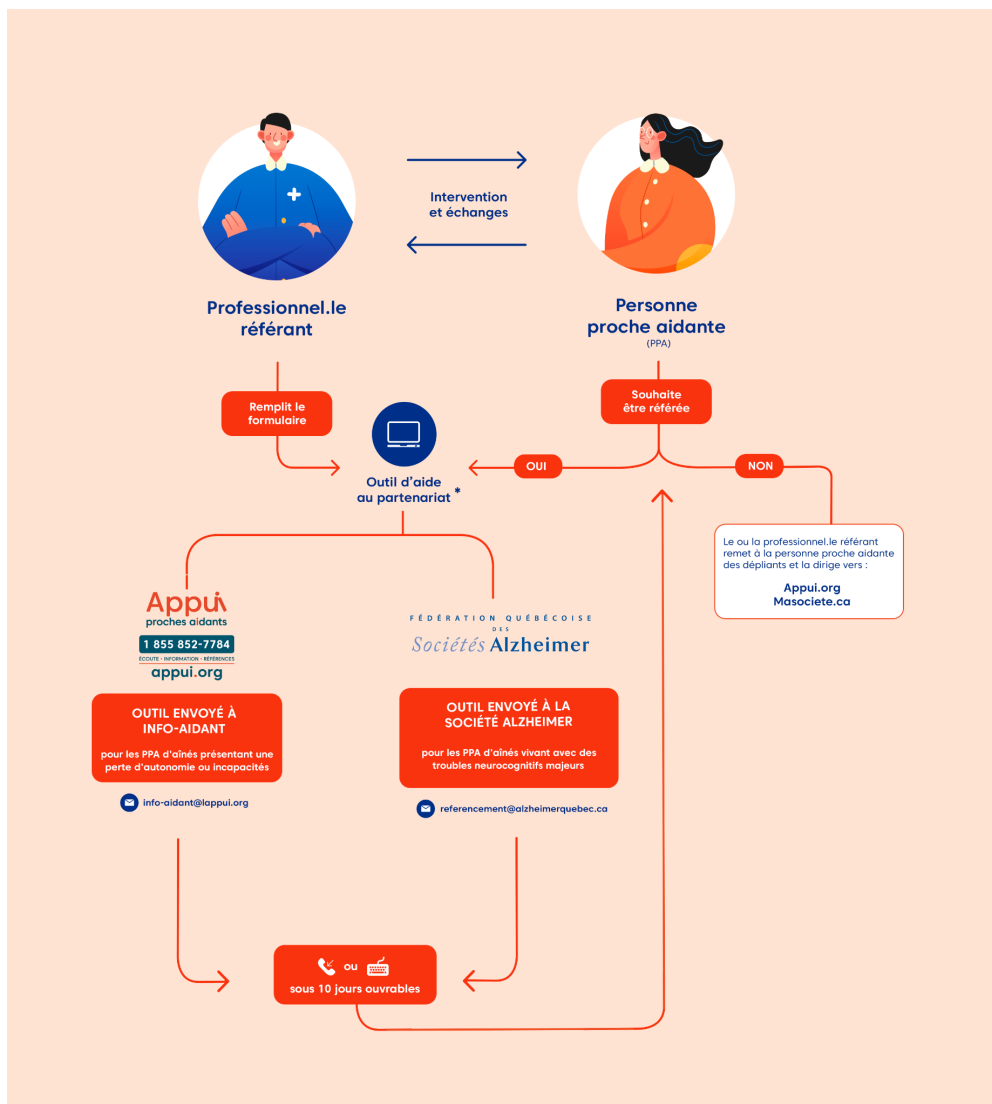 Intervention
et échanges
Professionnel.le
référant
Personne
proche aidante
(PPA)
Remplit le
formulaire
Souhaite
être référée
OUI
NON
Outil d'aide
au partenariat *
Le ou la professionnel.le référant
remet à la personne proche aidante
des dépliants et la dirige vers :
Appui.org
Masociete.ca
Appui
proches aidants
1 855 852-7784
ÉCOUTE • INFORMATION • RÉFÉRENCES
appui.org
FÉDÉRATION QUÉBÉCOISE
DES
Sociétés Alzheimer
OUTIL ENVOYÉ À
INFO-AIDANT
pour les PPA d'aînés présentant une
perte d'autonomie ou incapacités
info-aidant@lappui.org
OUTIL ENVOYÉ À LA
SOCIÉTÉ ALZHEIMER
pour les PPA d'aînés vivant avec des
troubles neurocognitifs majeurs
referencement@alzheimerquebec.ca
ou
sous 10 jours ouvrables